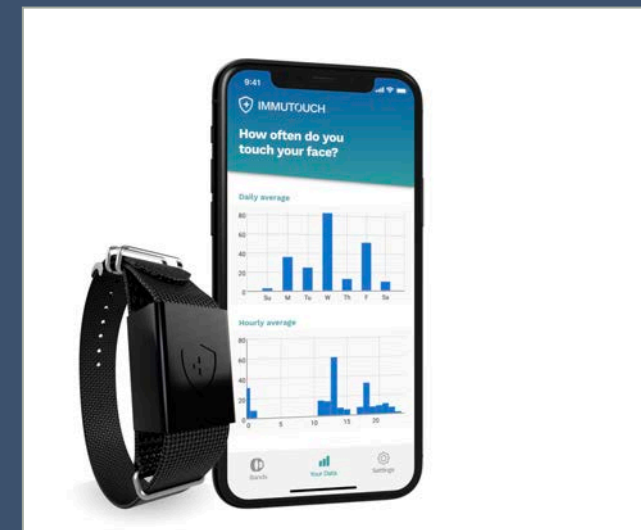 9:41
IMMUTOUCH
How often do you
touch your face?
Daily average
80
60
40
20
Su M Tu W Th F Sa
Hourly average
80
60
40
20
0 5 10 15 20
Bands Your Data Settings